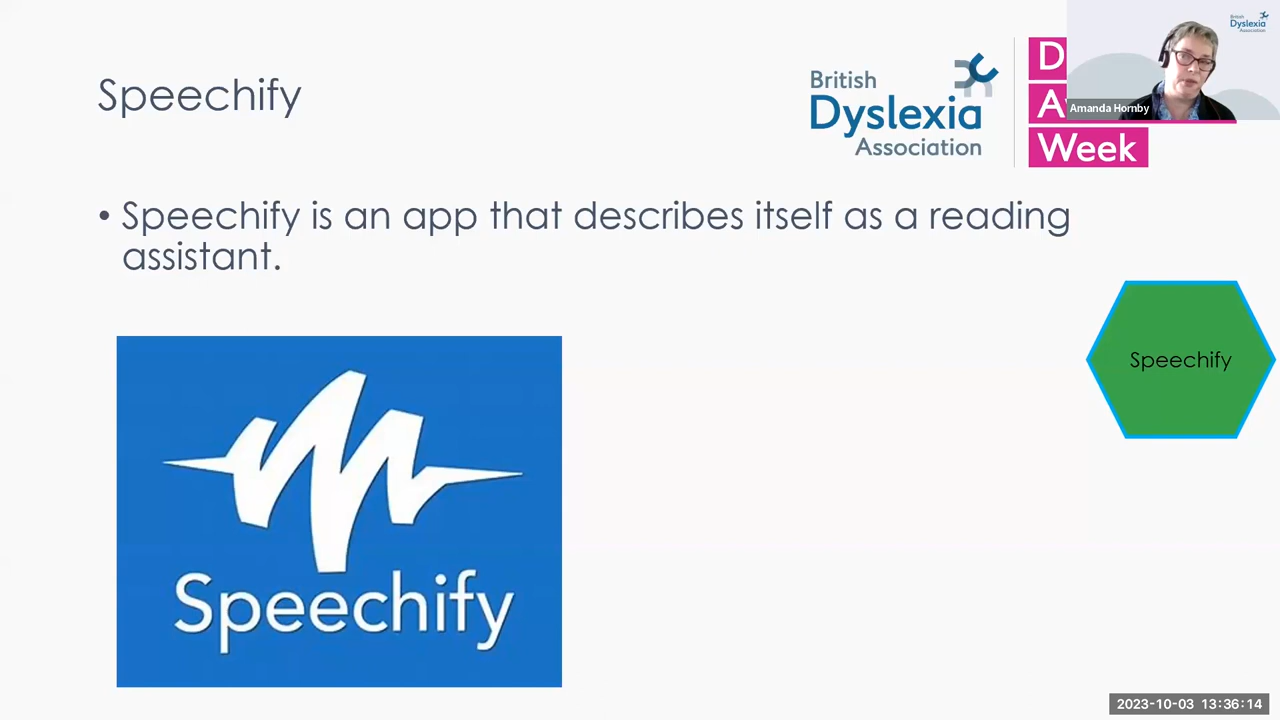 Speechify
British
Dyslexia
Association
D
A
Week
British
Dyslexia
Association
Amanda Hornby
• Speechify is an app that describes itself as a reading
assistant.
Speechify
Speechify
2023-10-03 13:36:14